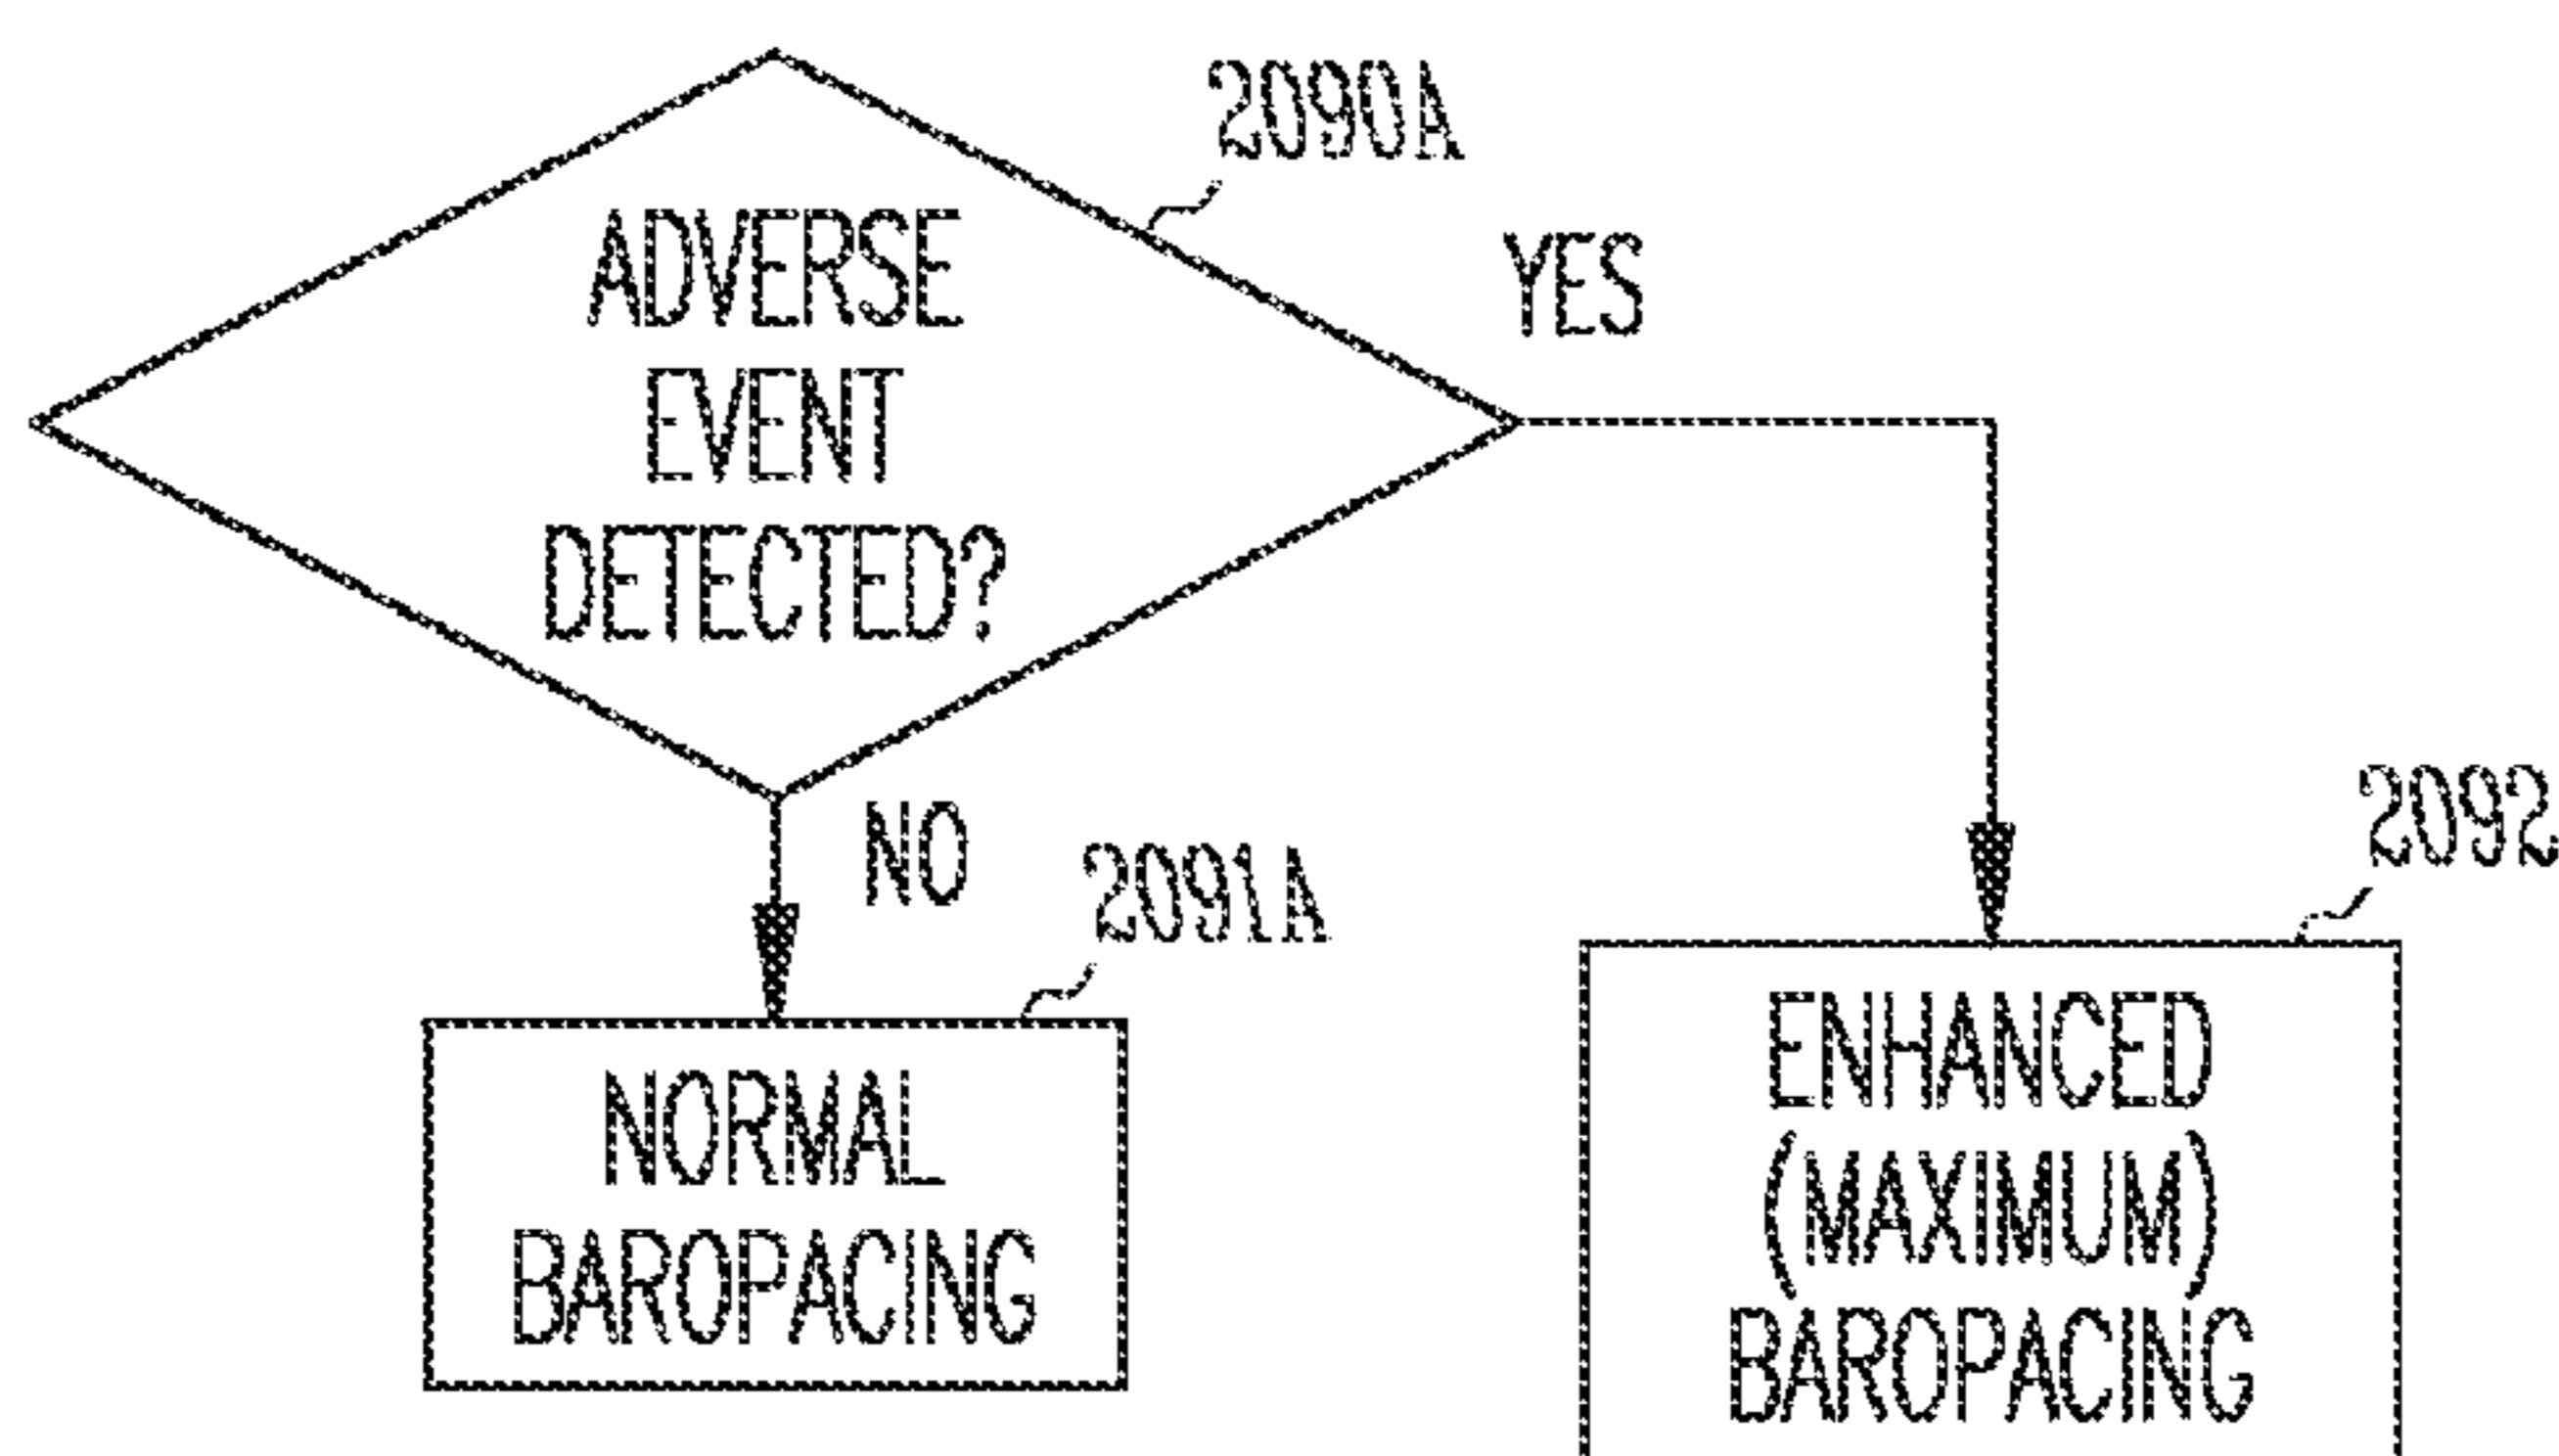 2090A
ADVERSE
EVENT
DETECTED?
YES
NO
2091A
NORMAL
BAROPACING
2092
ENHANCED
(MAXIMUM)
BAROPACING